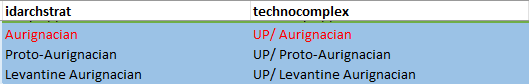 idarchstrat technocomplex
Aurignacian UP/ Aurignacian
Proto-Aurignacian UP/ Proto-Aurignacian
Levantine Aurignacian UP/ Levantine Aurignacian